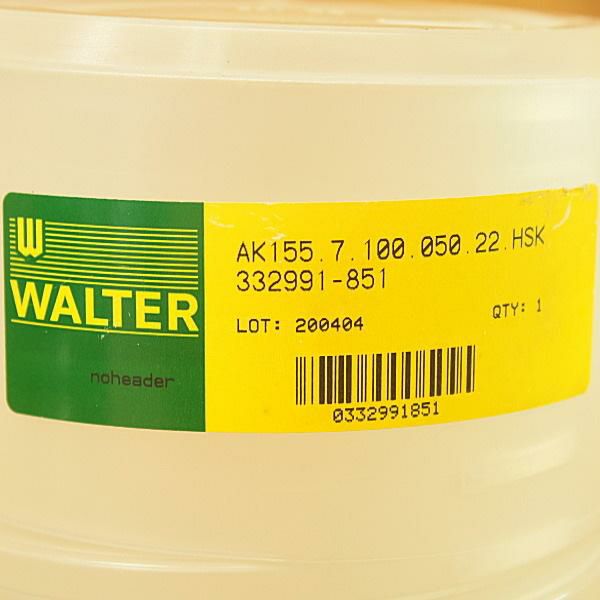 W
WALTER
noheader
AK155.7.100.050.22.HSK
332991-851
LOT: 200404
QTY: 1
0332991851